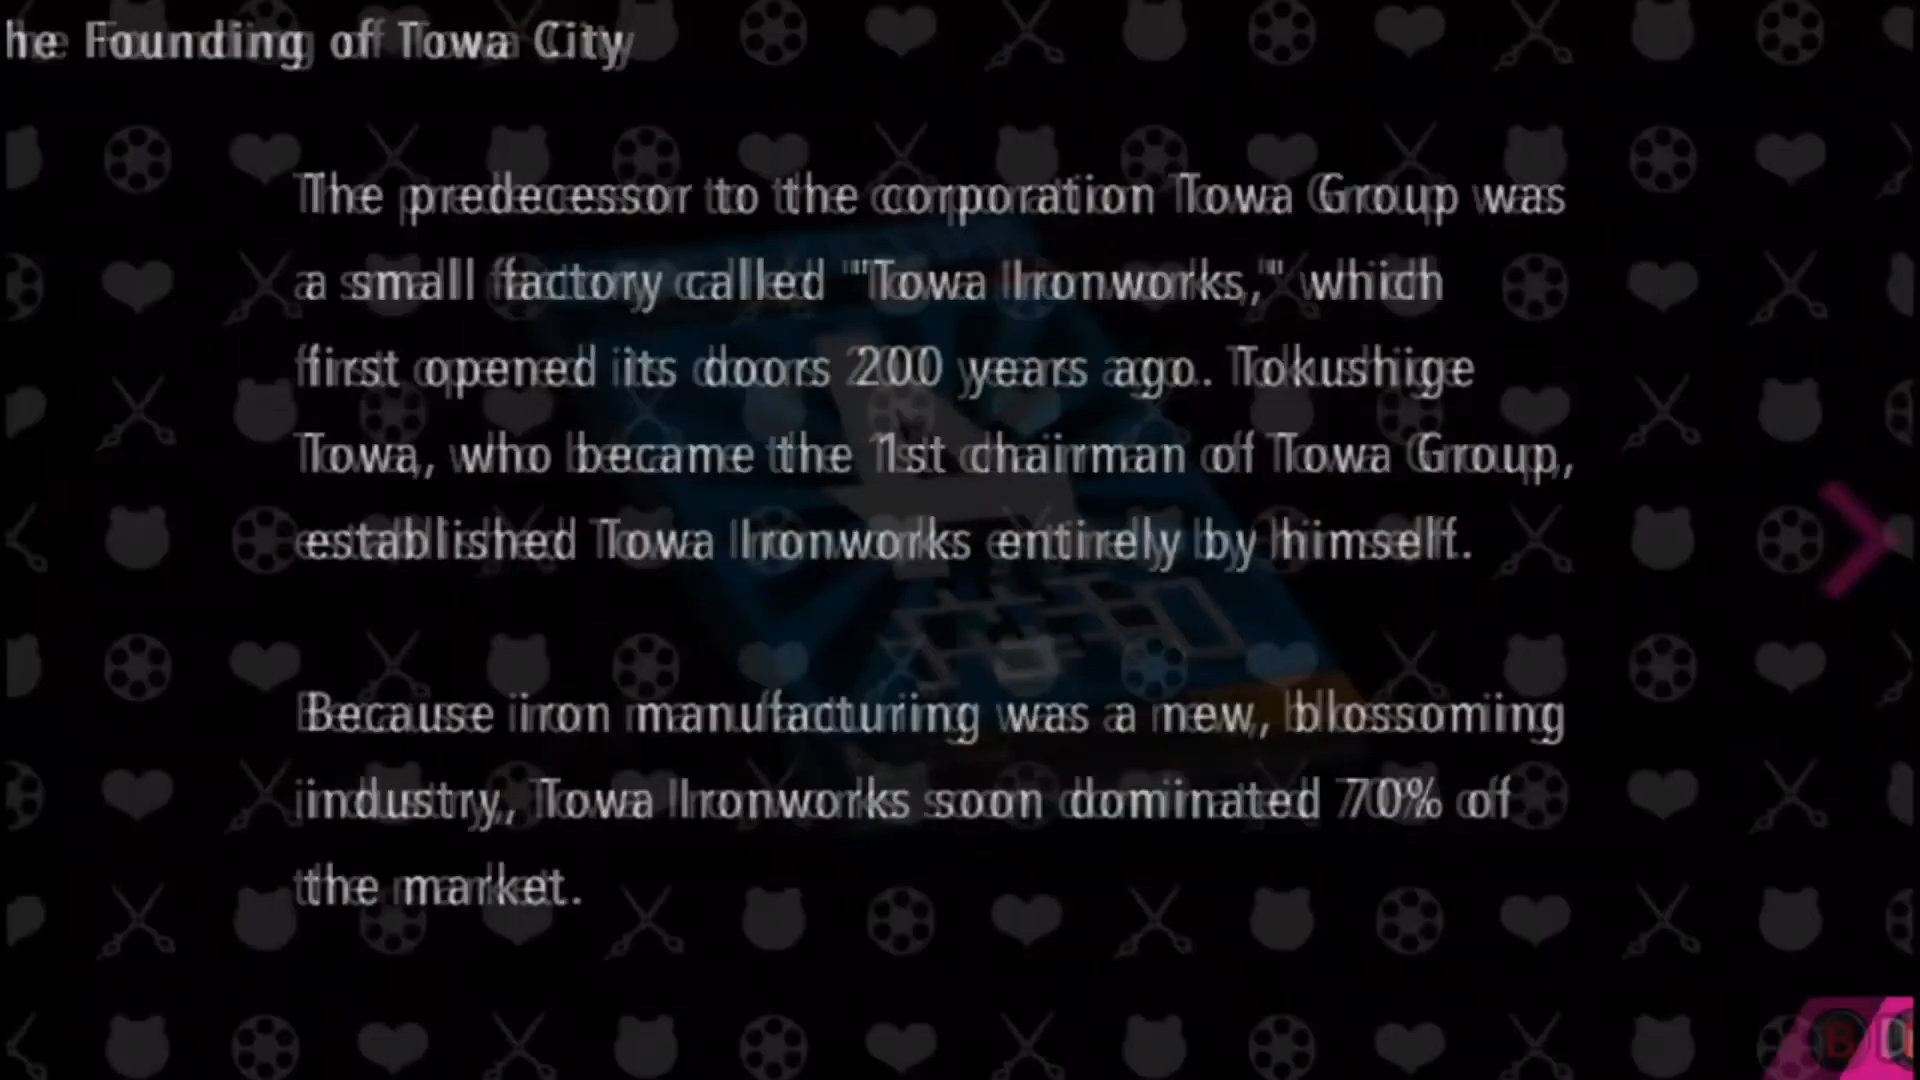 he Founding of Towa City
The predecessor to the corporation Towa Group was
a small factory called "Towa Ironworks," which
first opened its doors 200 years ago. Tokushige
Towa, who became the 1st chairman of Towa Group,
established Towa Ironworks entirely by himself.
Because iron manufacturing was a new, blossoming
industry, Towa Ironworks soon dominated 70% of
the market.
B